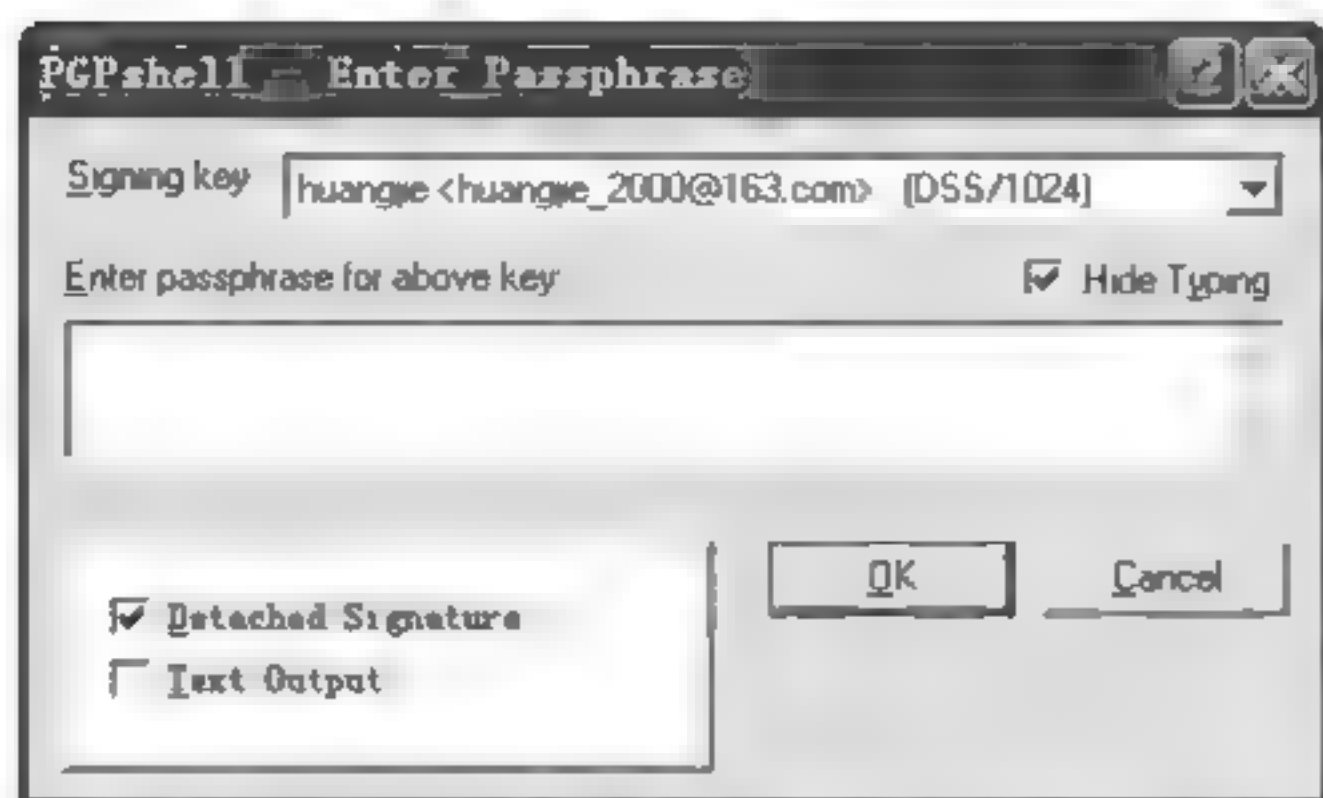 PGPshell - Enter Passphrase
Signing key huangjie <huangjie_2000@163.com> (DSS/1024)
Enter passphrase for above key Hide Typing
OK Cancel
Detached Signature
Text Output